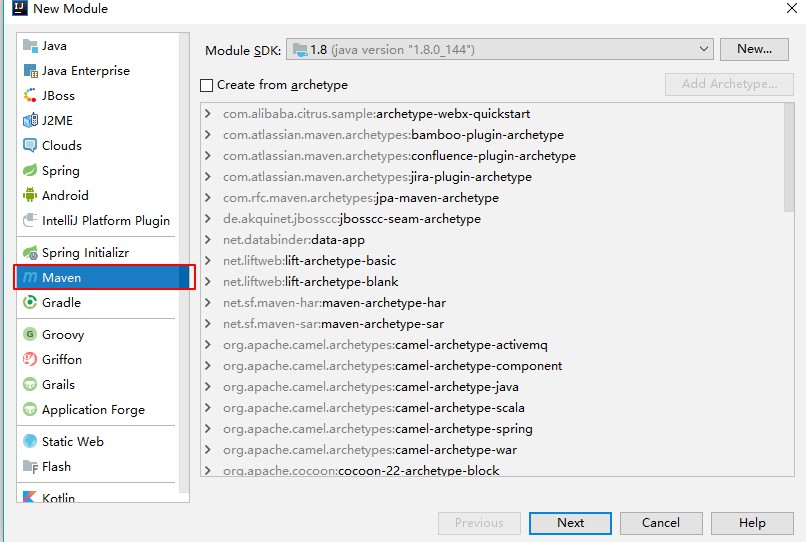 IJ New Module
Java
Java Enterprise
JBoss
J2ME
Clouds
Spring
Android
IntelliJ Platform Plugin
Spring Initializr
m Maven
Gradle
G Groovy
Griffon
Grails
Application Forge
Static Web
Flash
Kotlin
Module SDK: 1.8 (java version "1.8.0_144") New...
Create from archetype Add Archetype...
com.alibaba.citrus.sample:archetype-webx-quickstart
com.atlassian.maven.archetypes:bamboo-plugin-archetype
com.atlassian.maven.archetypes:confluence-plugin-archetype
com.atlassian.maven.archetypes:jira-plugin-archetype
com.rfc.maven.archetypes:jpa-maven-archetype
de.akquinet.jbosscc:jbosscc-seam-archetype
net.databinder:data-app
net.liftweb:lift-archetype-basic
net.liftweb:lift-archetype-blank
net.sf.maven-har:maven-archetype-har
net.sf.maven-sar:maven-archetype-sar
org.apache.camel.archetypes:camel-archetype-activemq
org.apache.camel.archetypes:camel-archetype-component
org.apache.camel.archetypes:camel-archetype-java
org.apache.camel.archetypes:camel-archetype-scala
org.apache.camel.archetypes:camel-archetype-spring
org.apache.camel.archetypes:camel-archetype-war
org.apache.cocoon:cocoon-22-archetype-block
Previous Next Cancel Help